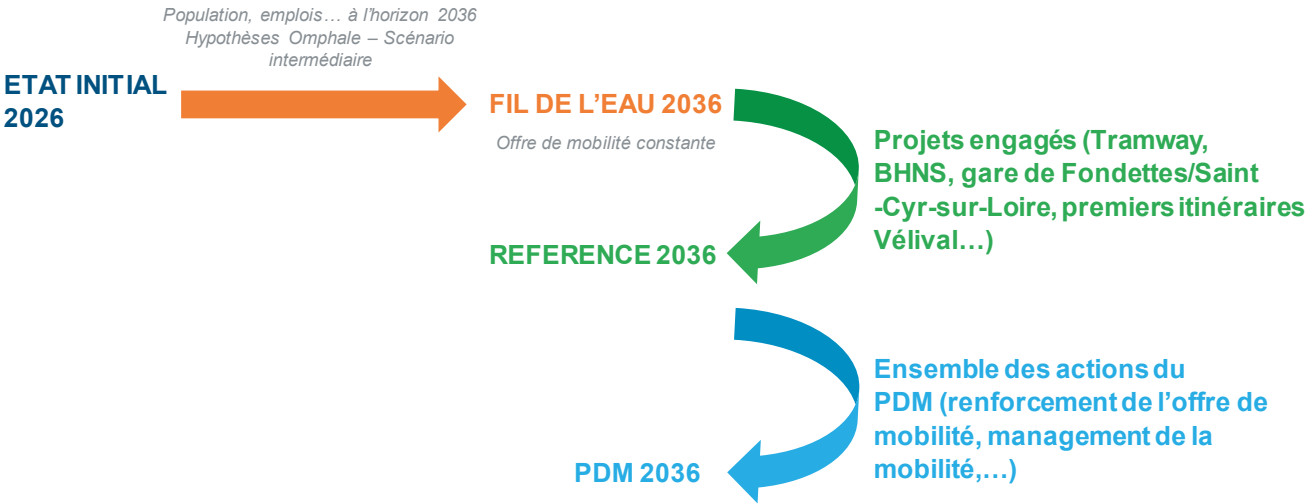 Population, emplois… à l'horizon 2036
Hypothèses Omphale – Scénario
intermédiaire
ETAT INITIAL
2026
FIL DE L'EAU 2036
Offre de mobilité constante
Projets engagés (Tramway,
BHNS, gare de Fondettes/Saint
-Cyr-sur-Loire, premiers itinéraires
Vélival…)
REFERENCE 2036
Ensemble des actions du
PDM (renforcement de l'offre de
mobilité, management de la
mobilité,…)
PDM 2036